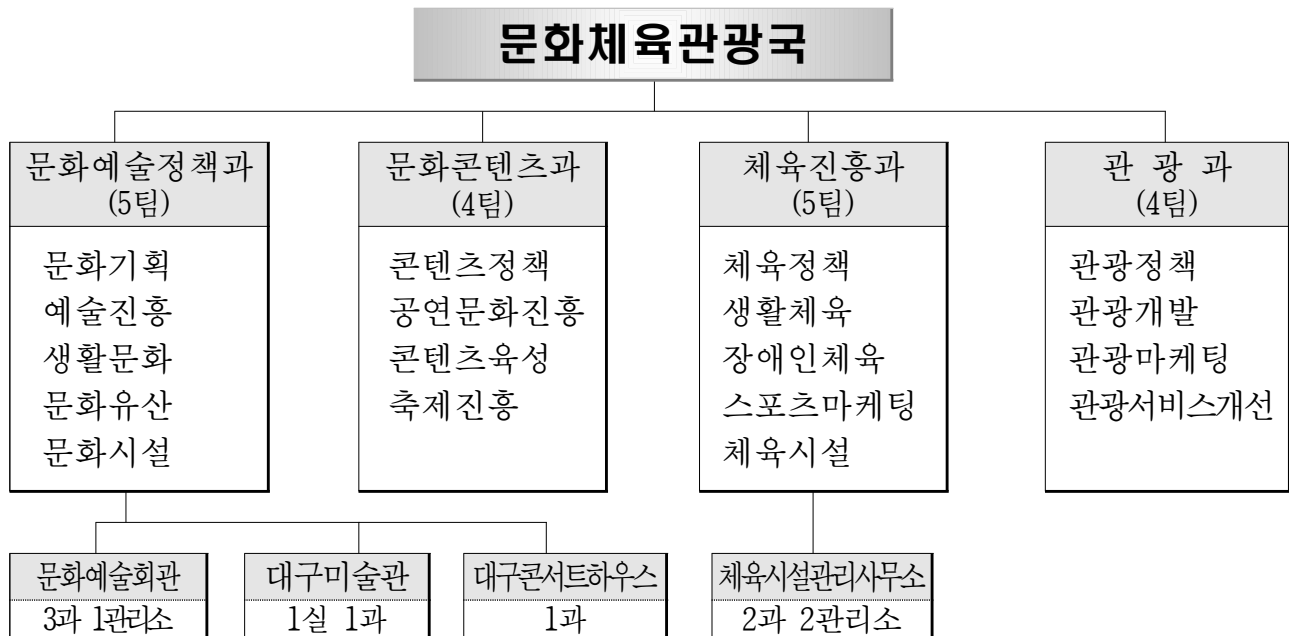 문화체육관광국
문화예술정책과
(5팀)
문화기획
예술진흥
생활문화
문화유산
문화시설
문화콘텐츠과
(4팀)
콘텐츠정책
공연문화진흥
콘텐츠육성
축제진흥
체육진흥과
(5팀)
체육정책
생활체육
장애인체육
스포츠마케팅
체육시설
관 광 과
(4팀)
관광정책
관광개발
관광마케팅
관광서비스개선
문화예술회관
3과 1관리소
대구미술관
1실 1과
대구콘서트하우스
1과
체육시설관리사무소
2과 2관리소